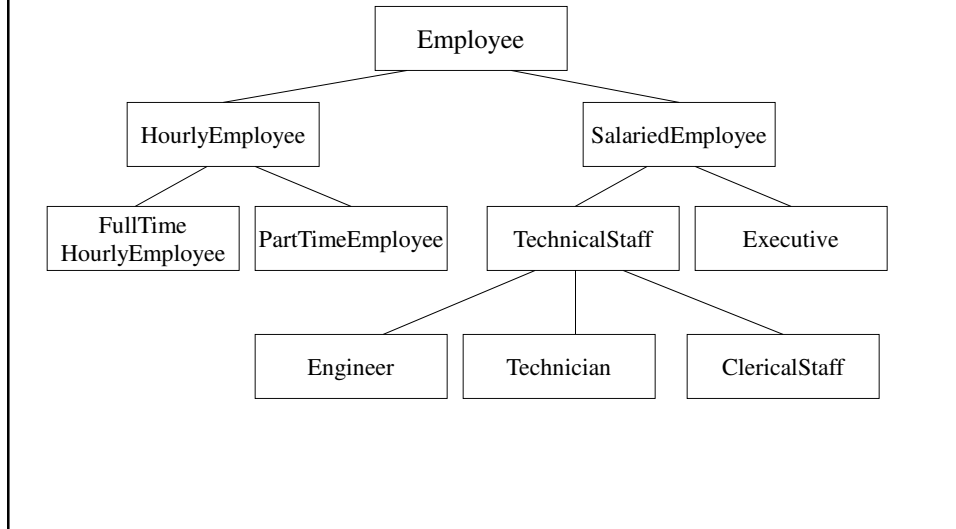 Employee
HourlyEmployee
SalariedEmployee
FullTime
HourlyEmployee
PartTimeEmployee
TechnicalStaff
Executive
Engineer
Technician
ClericalStaff